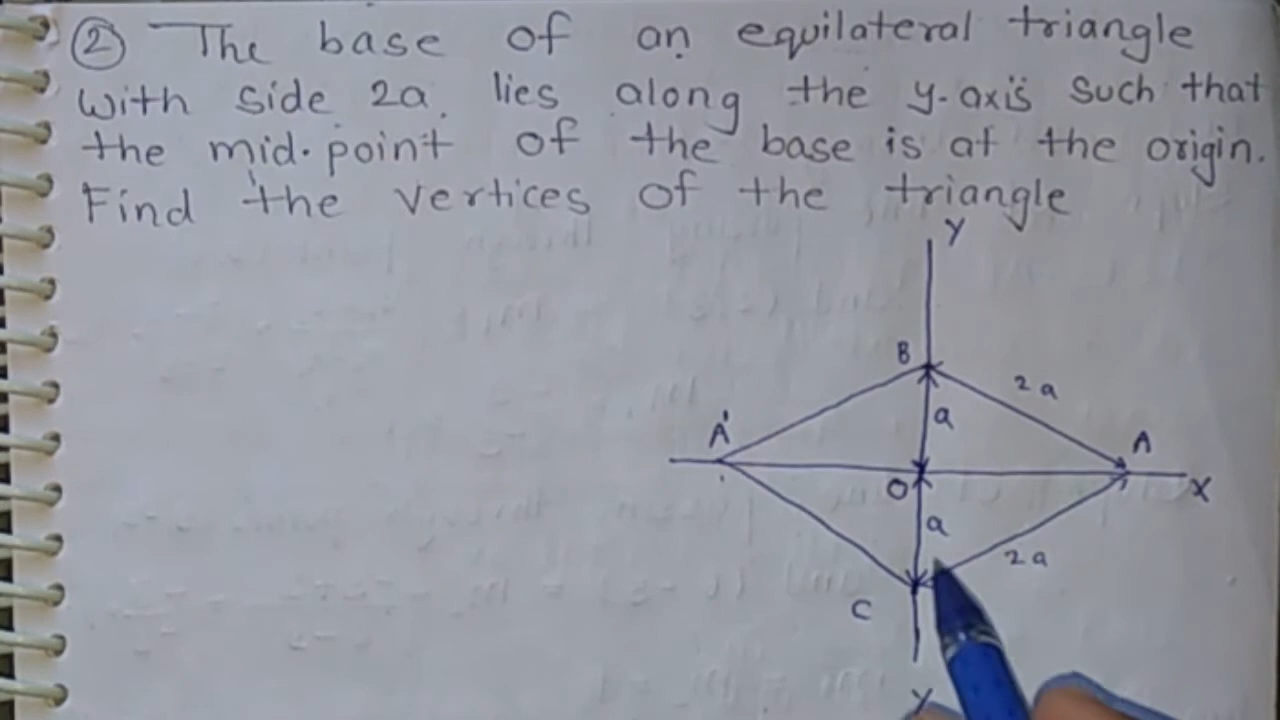 ② The base of an equilateral triangle
with side 2a lies along the y-axis such that
the mid-point of the base is at the origin.
Find the vertices of the triangle
Y
B
2a
a
A'
A
O
X
a
2a
C
Y